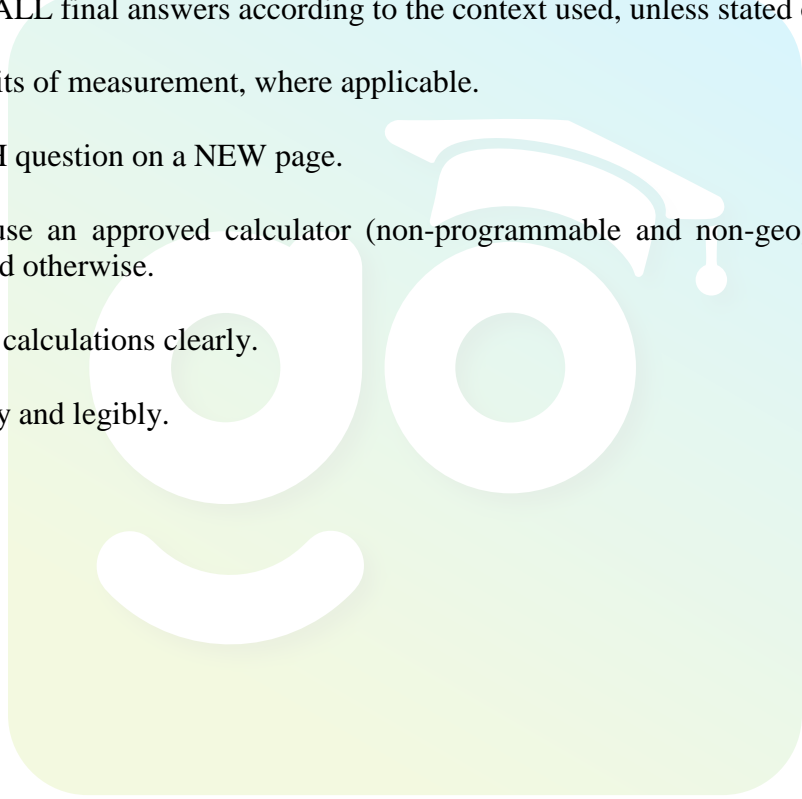 ALL final answers according to the context used, unless stated
its of measurement, where applicable.
H question on a NEW page.
use an approved calculator (non-programmable and non-geo
d otherwise.
calculations clearly.
y and legibly.
go